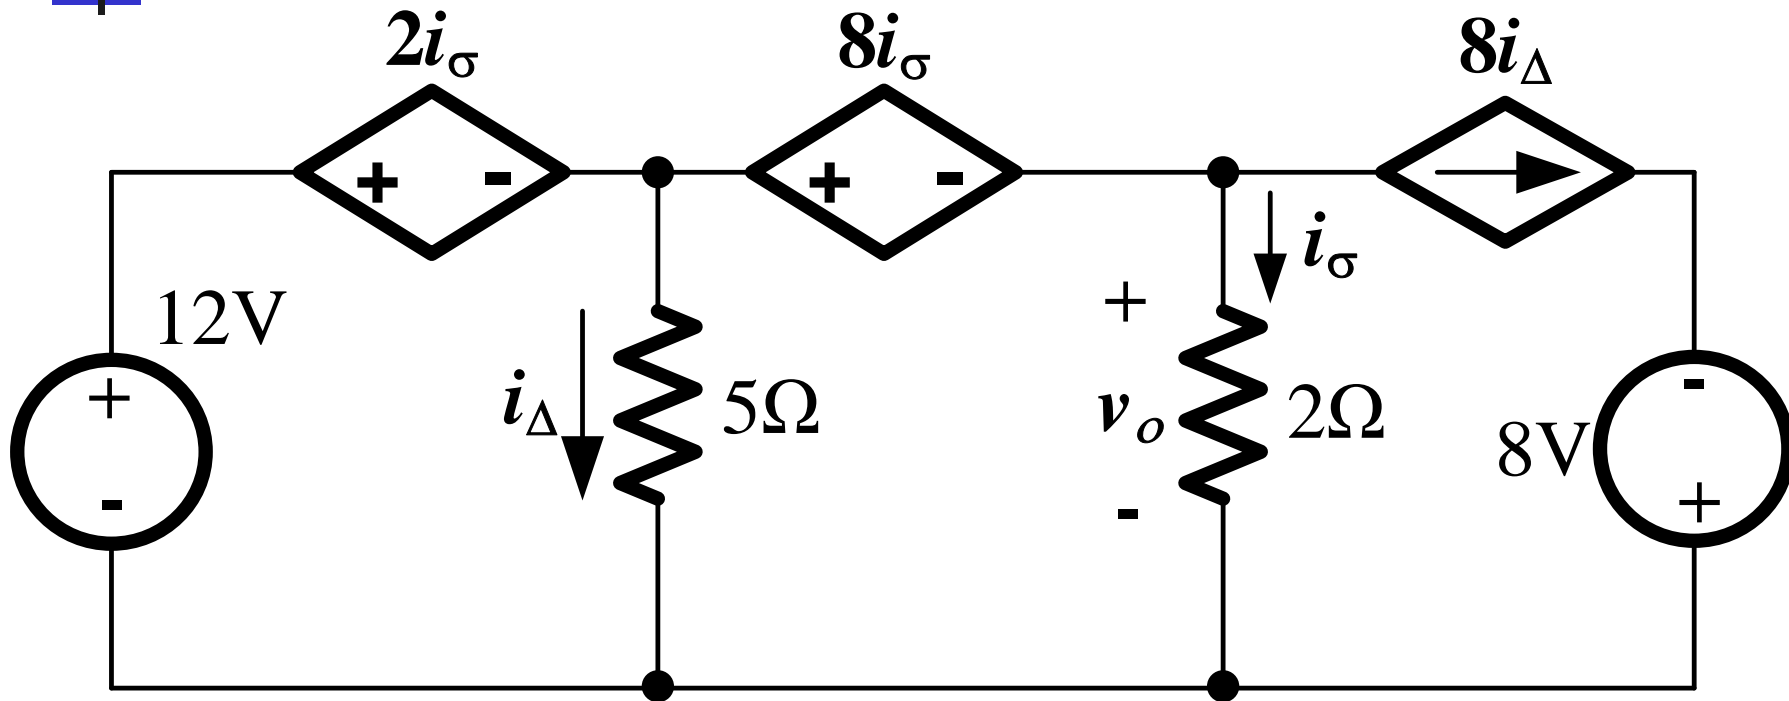 2iσ 8iσ 8iΔ
+ - + -
iσ
12V +
+ -
iΔ 5Ω vo 2Ω 8V
- - +